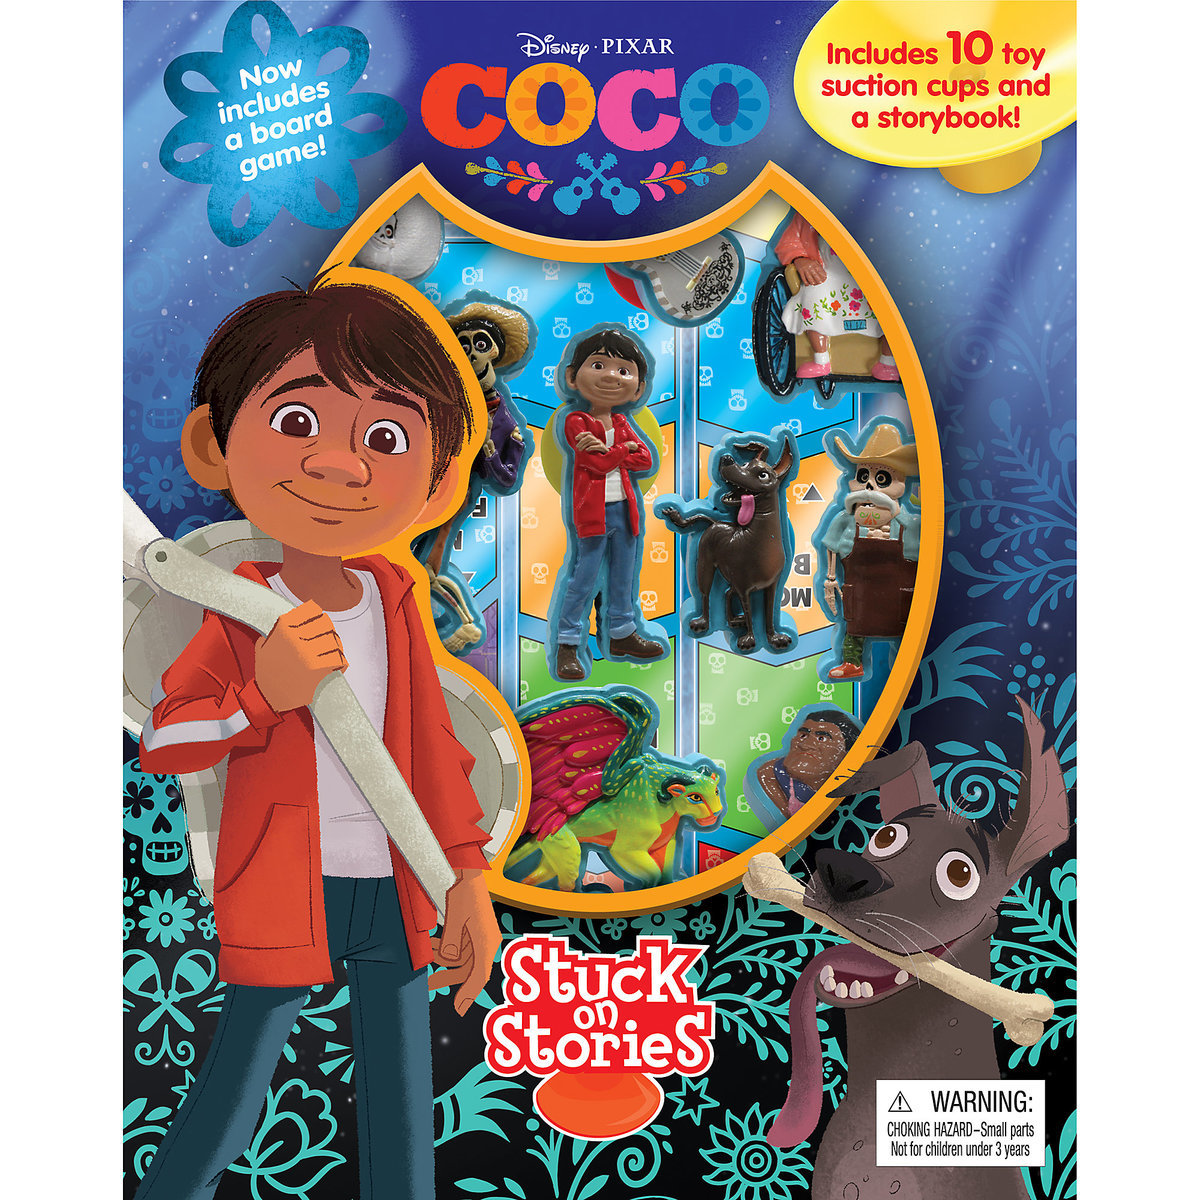 Now
includes
a board
game!
Disney · PIXAR
COCO
Includes 10 toy
suction cups and
a storybook!
Stuck
on
Stories
⚠ WARNING:
CHOKING HAZARD–Small parts
Not for children under 3 years